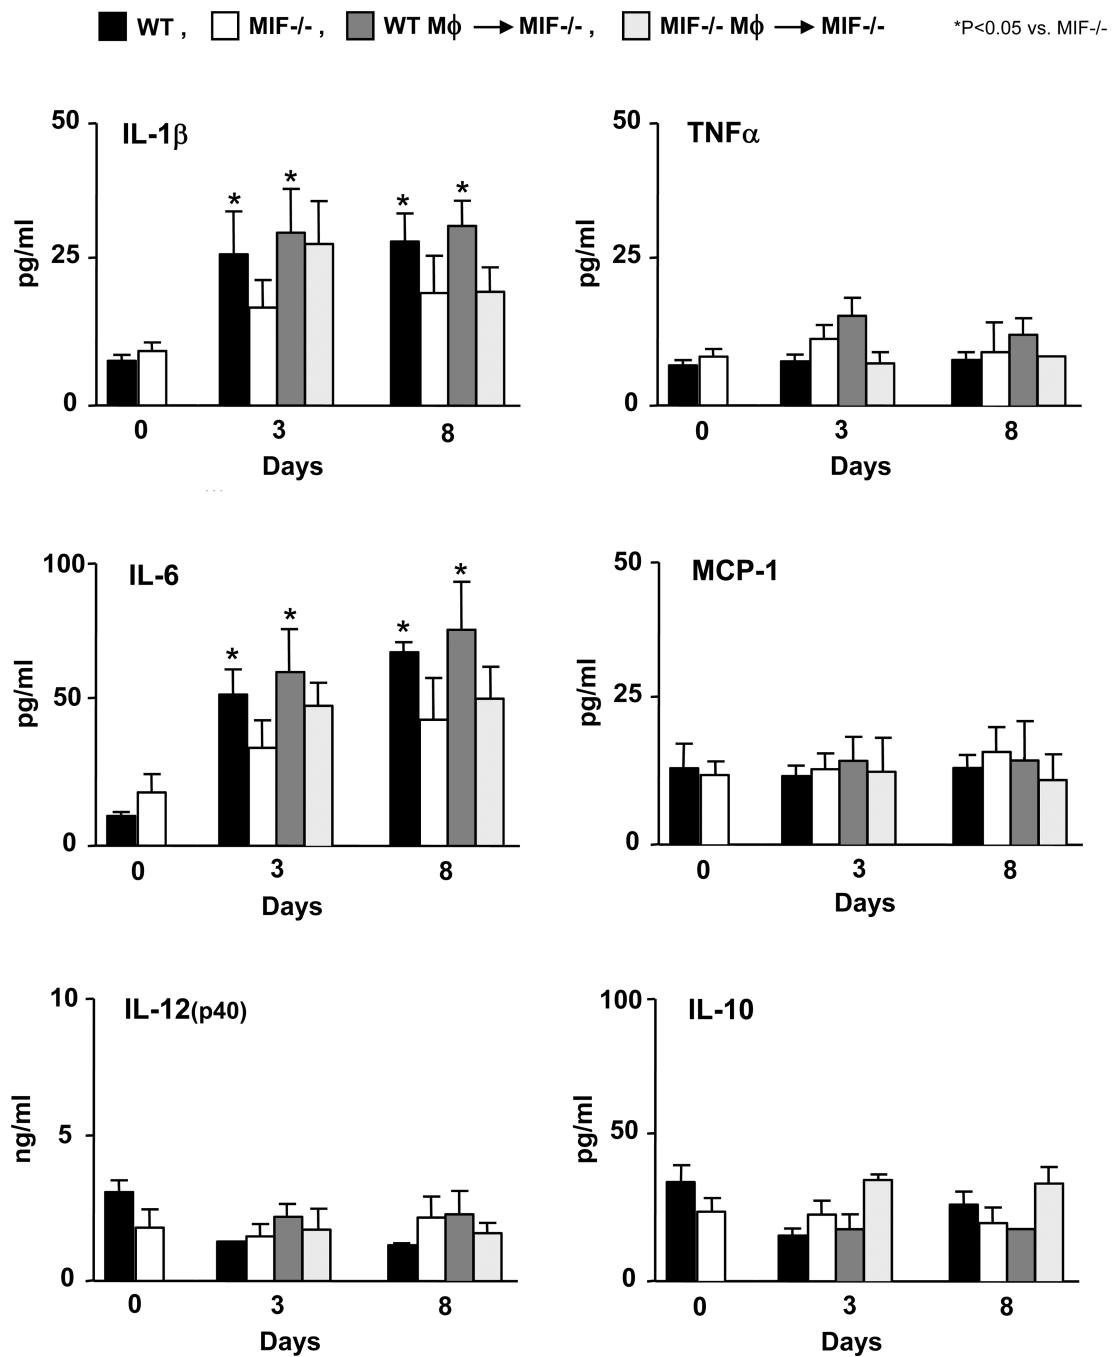 WT , MIF-/- , WT Mϕ → MIF-/- , MIF-/- Mϕ → MIF-/- *P<0.05 vs. MIF-/-
IL-1β
50
25
0
pg/ml
* * * *
0 3 8
Days
TNFα
50
25
0
pg/ml
0 3 8
Days
IL-6
100
50
0
pg/ml
* * * *
0 3 8
Days
MCP-1
50
25
0
pg/ml
0 3 8
Days
IL-12(p40)
10
5
0
ng/ml
0 3 8
Days
IL-10
100
50
0
pg/ml
0 3 8
Days